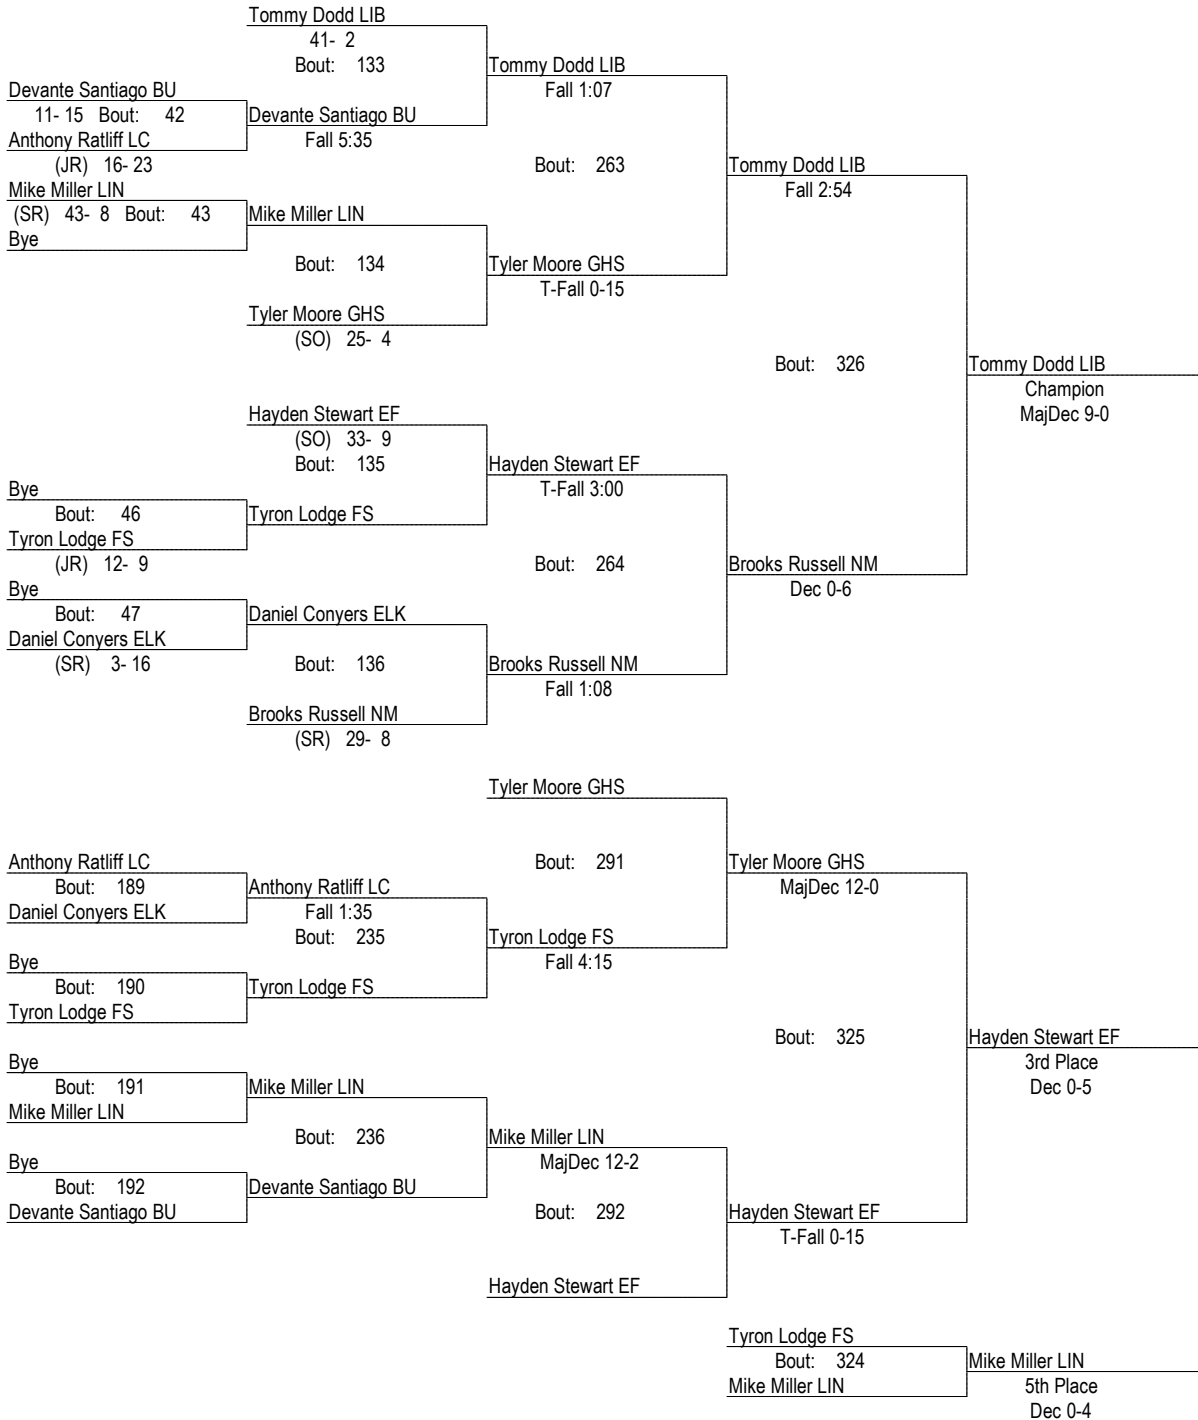 Tommy Dodd LIB
41- 2
Bout: 133
Tommy Dodd LIB
Fall 1:07
Devante Santiago BU
11- 15 Bout: 42
Devante Santiago BU
Fall 5:35
Anthony Ratliff LC
(JR) 16- 23
Bout: 263
Tommy Dodd LIB
Fall 2:54
Mike Miller LIN
(SR) 43- 8 Bout: 43
Mike Miller LIN
Bye
Bout: 134
Tyler Moore GHS
T-Fall 0-15
Tyler Moore GHS
(SO) 25- 4
Bout: 326
Tommy Dodd LIB
Champion
MajDec 9-0
Hayden Stewart EF
(SO) 33- 9
Bout: 135
Hayden Stewart EF
T-Fall 3:00
Bye
Bout: 46
Tyron Lodge FS
Tyron Lodge FS
(JR) 12- 9
Bout: 264
Brooks Russell NM
Dec 0-6
Bye
Bout: 47
Daniel Conyers ELK
Daniel Conyers ELK
(SR) 3- 16
Bout: 136
Brooks Russell NM
Fall 1:08
Brooks Russell NM
(SR) 29- 8
Tyler Moore GHS
Anthony Ratliff LC
Bout: 189
Anthony Ratliff LC
Fall 1:35
Daniel Conyers ELK
Bout: 291
Tyler Moore GHS
MajDec 12-0
Bout: 235
Tyron Lodge FS
Fall 4:15
Bye
Bout: 190
Tyron Lodge FS
Tyron Lodge FS
Bout: 325
Hayden Stewart EF
3rd Place
Dec 0-5
Bye
Bout: 191
Mike Miller LIN
Mike Miller LIN
Bout: 236
Mike Miller LIN
MajDec 12-2
Bye
Bout: 192
Devante Santiago BU
Devante Santiago BU
Bout: 292
Hayden Stewart EF
T-Fall 0-15
Hayden Stewart EF
Tyron Lodge FS
Bout: 324
Mike Miller LIN
Mike Miller LIN
5th Place
Dec 0-4